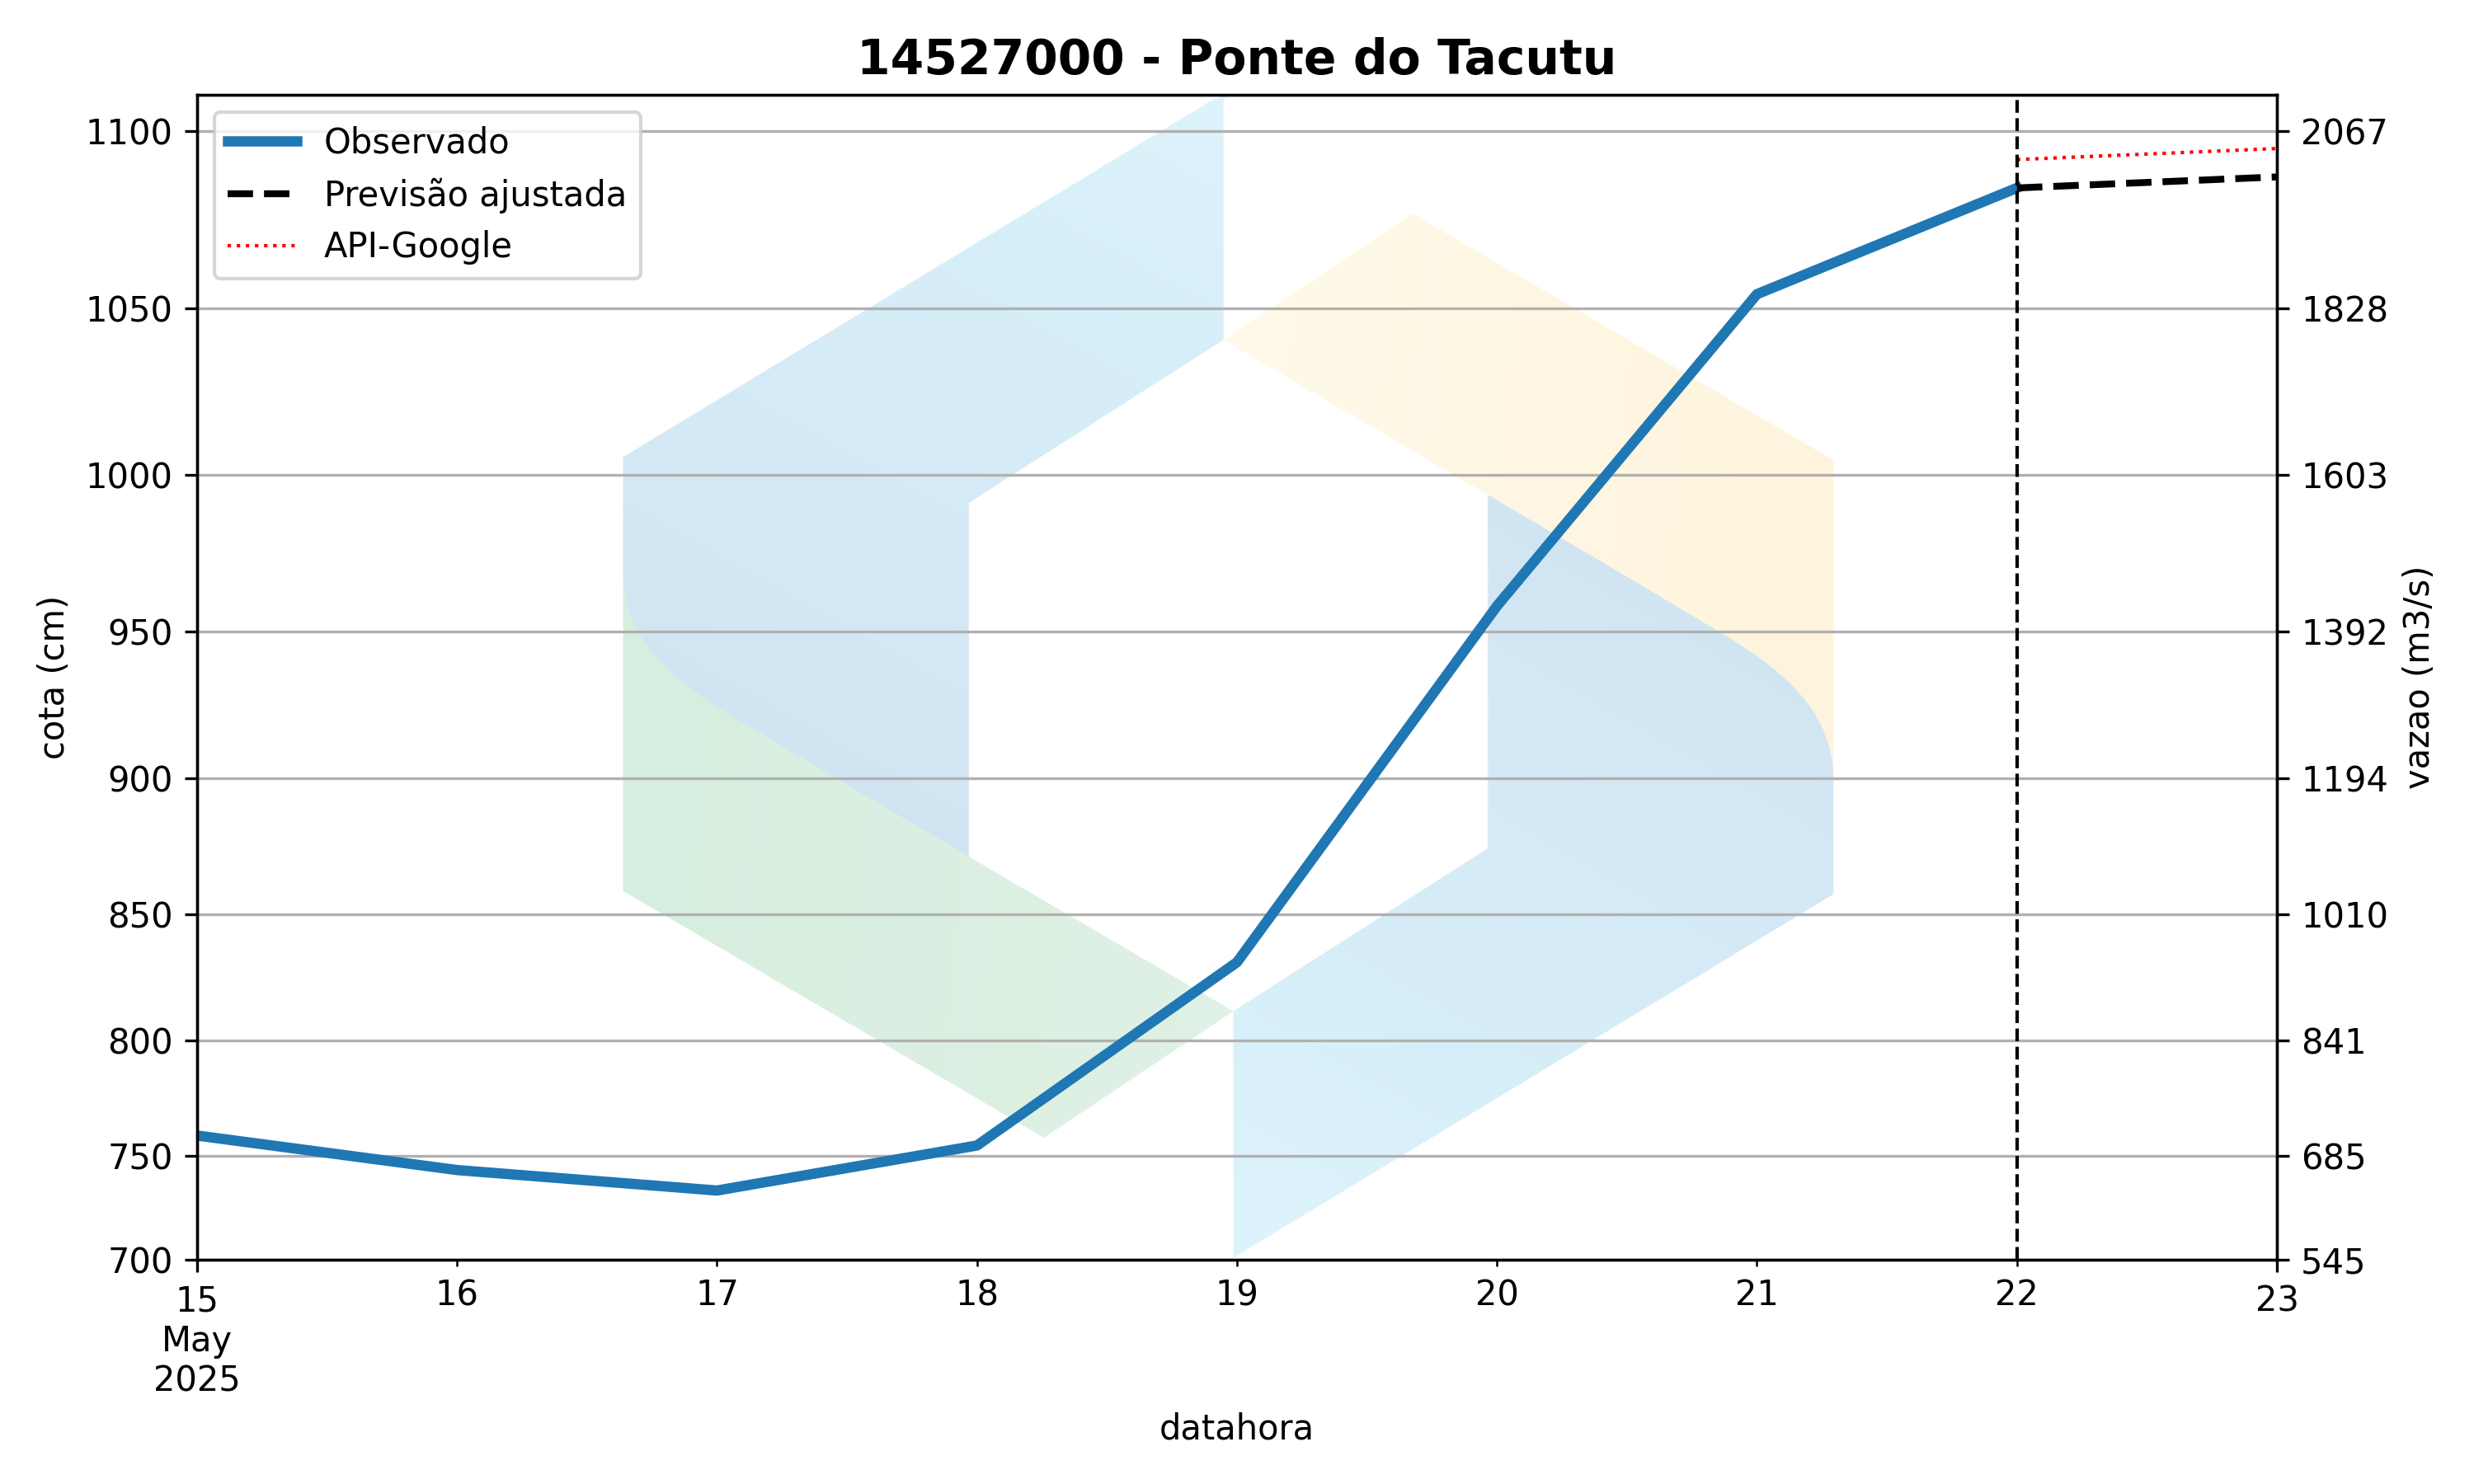 14527000 - Ponte do Tacutu
Observado
Previsão ajustada
API-Google
1100
1050
1000
950
900
850
800
750
700
cota (cm)
2067
1828
1603
1392
1194
1010
841
685
545
vazao (m3/s)
15 16 17 18 19 20 21 22 23
May
2025
datahora